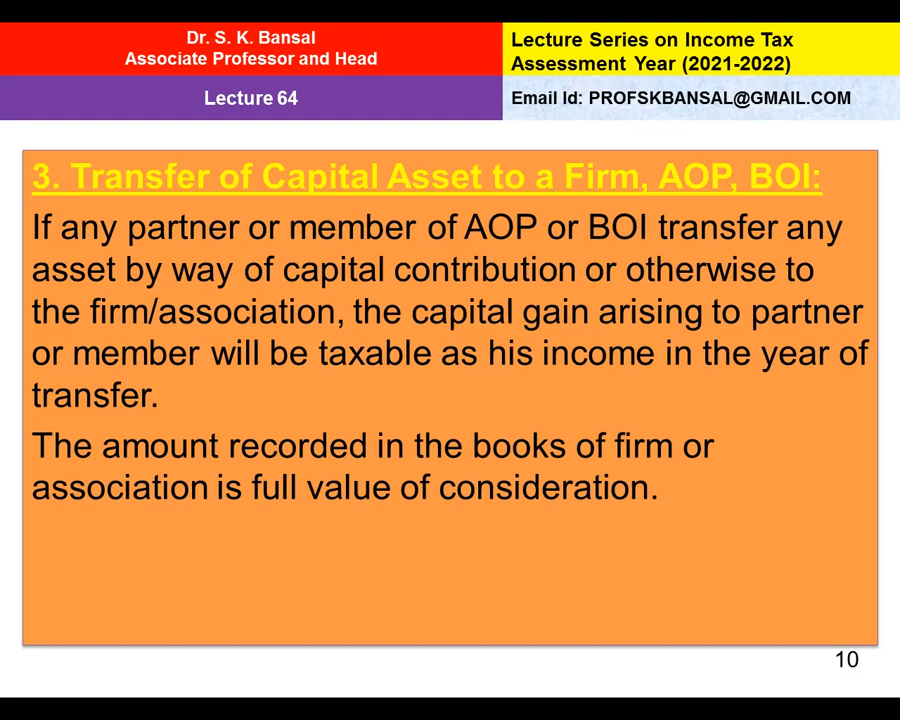 Dr. S. K. Bansal
Associate Professor and Head
Lecture Series on Income Tax
Assessment Year (2021-2022)
Lecture 64
Email Id: PROFSKBANSAL@GMAIL.COM
3. Transfer of Capital Asset to a Firm, AOP, BOI:
If any partner or member of AOP or BOI transfer any
asset by way of capital contribution or otherwise to
the firm/association, the capital gain arising to partner
or member will be taxable as his income in the year of
transfer.
The amount recorded in the books of firm or
association is full value of consideration.
10